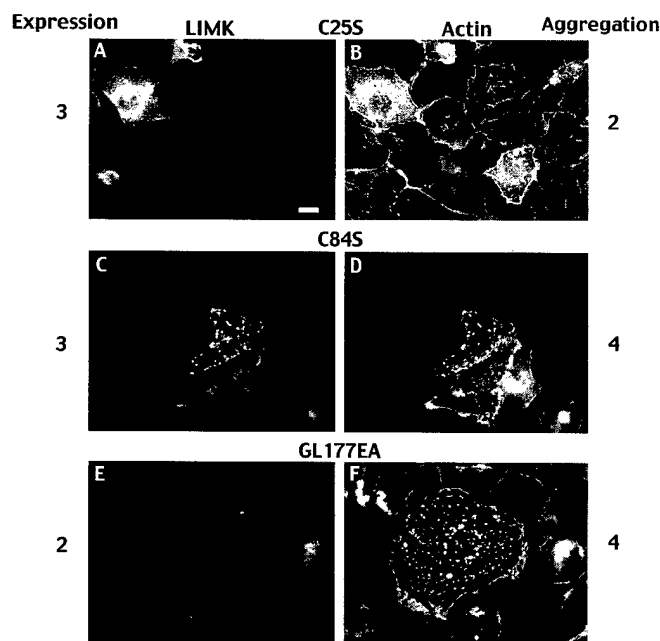 Expression LIMK C25S Actin Aggregation
A B
3 2
C84S
C D
3 4
GL177EA
E F
2 4